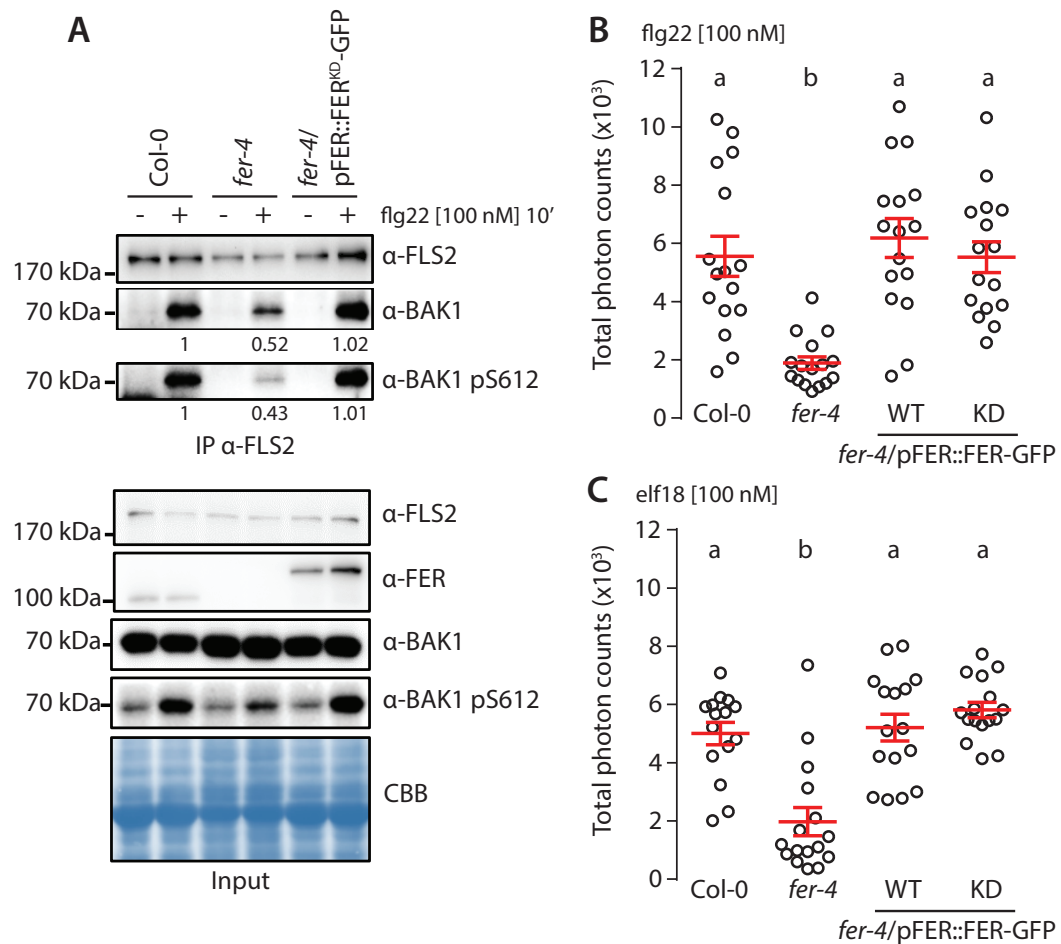 A
Col-0
fer-4
fer-4/
pFER::FERᴷᴰ-GFP
- + - + - + flg22 [100 nM] 10’
170 kDa
α-FLS2
70 kDa
α-BAK1
1 0.52 1.02
70 kDa
α-BAK1 pS612
1 0.43 1.01
IP α-FLS2
170 kDa
α-FLS2
100 kDa
α-FER
70 kDa
α-BAK1
70 kDa
α-BAK1 pS612
CBB
Input
B flg22 [100 nM]
Total photon counts (x10³)
12
10
8
6
4
2
0
a b a a
Col-0 fer-4 WT KD
fer-4/pFER::FER-GFP
C elf18 [100 nM]
Total photon counts (x10³)
12
10
8
6
4
2
0
a b a a
Col-0 fer-4 WT KD
fer-4/pFER::FER-GFP